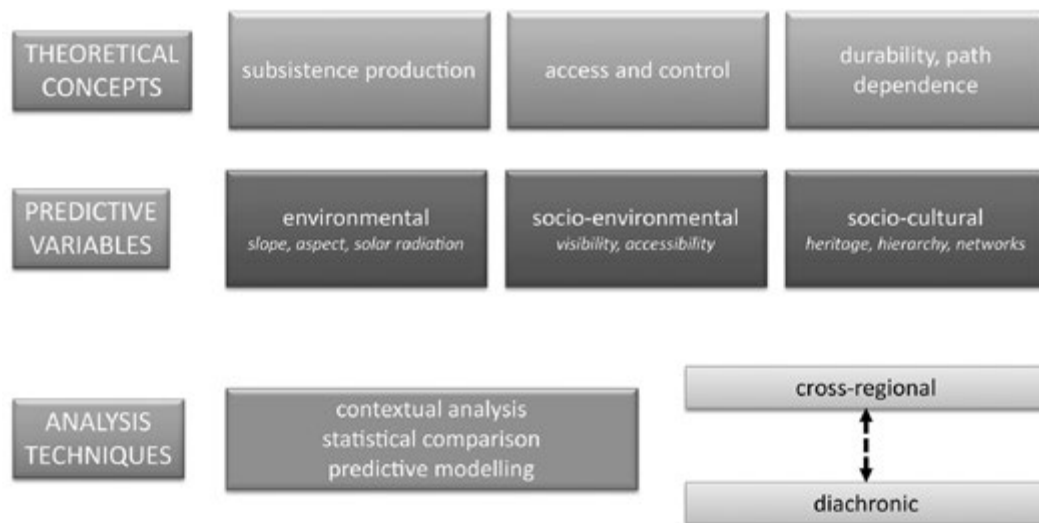 THEORETICAL
CONCEPTS
subsistence production
access and control
durability, path
dependence
PREDICTIVE
VARIABLES
environmental
slope, aspect, solar radiation
socio-environmental
visibility, accessibility
socio-cultural
heritage, hierarchy, networks
ANALYSIS
TECHNIQUES
contextual analysis
statistical comparison
predictive modelling
cross-regional
diachronic